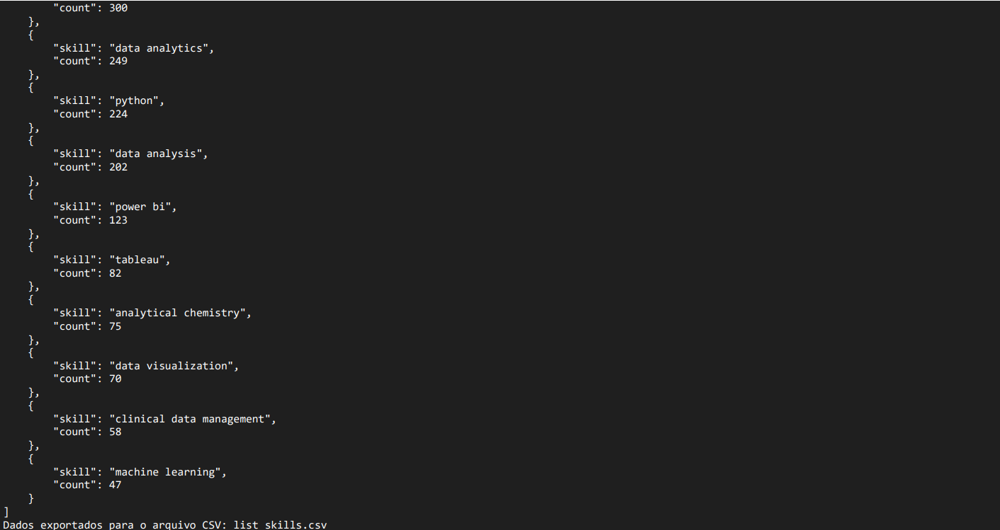 "count": 300
    },
    {
        "skill": "data analytics",
        "count": 249
    },
    {
        "skill": "python",
        "count": 224
    },
    {
        "skill": "data analysis",
        "count": 202
    },
    {
        "skill": "power bi",
        "count": 123
    },
    {
        "skill": "tableau",
        "count": 82
    },
    {
        "skill": "analytical chemistry",
        "count": 75
    },
    {
        "skill": "data visualization",
        "count": 70
    },
    {
        "skill": "clinical data management",
        "count": 58
    },
    {
        "skill": "machine learning",
        "count": 47
    }
]
Dados exportados para o arquivo CSV: list_skills.csv